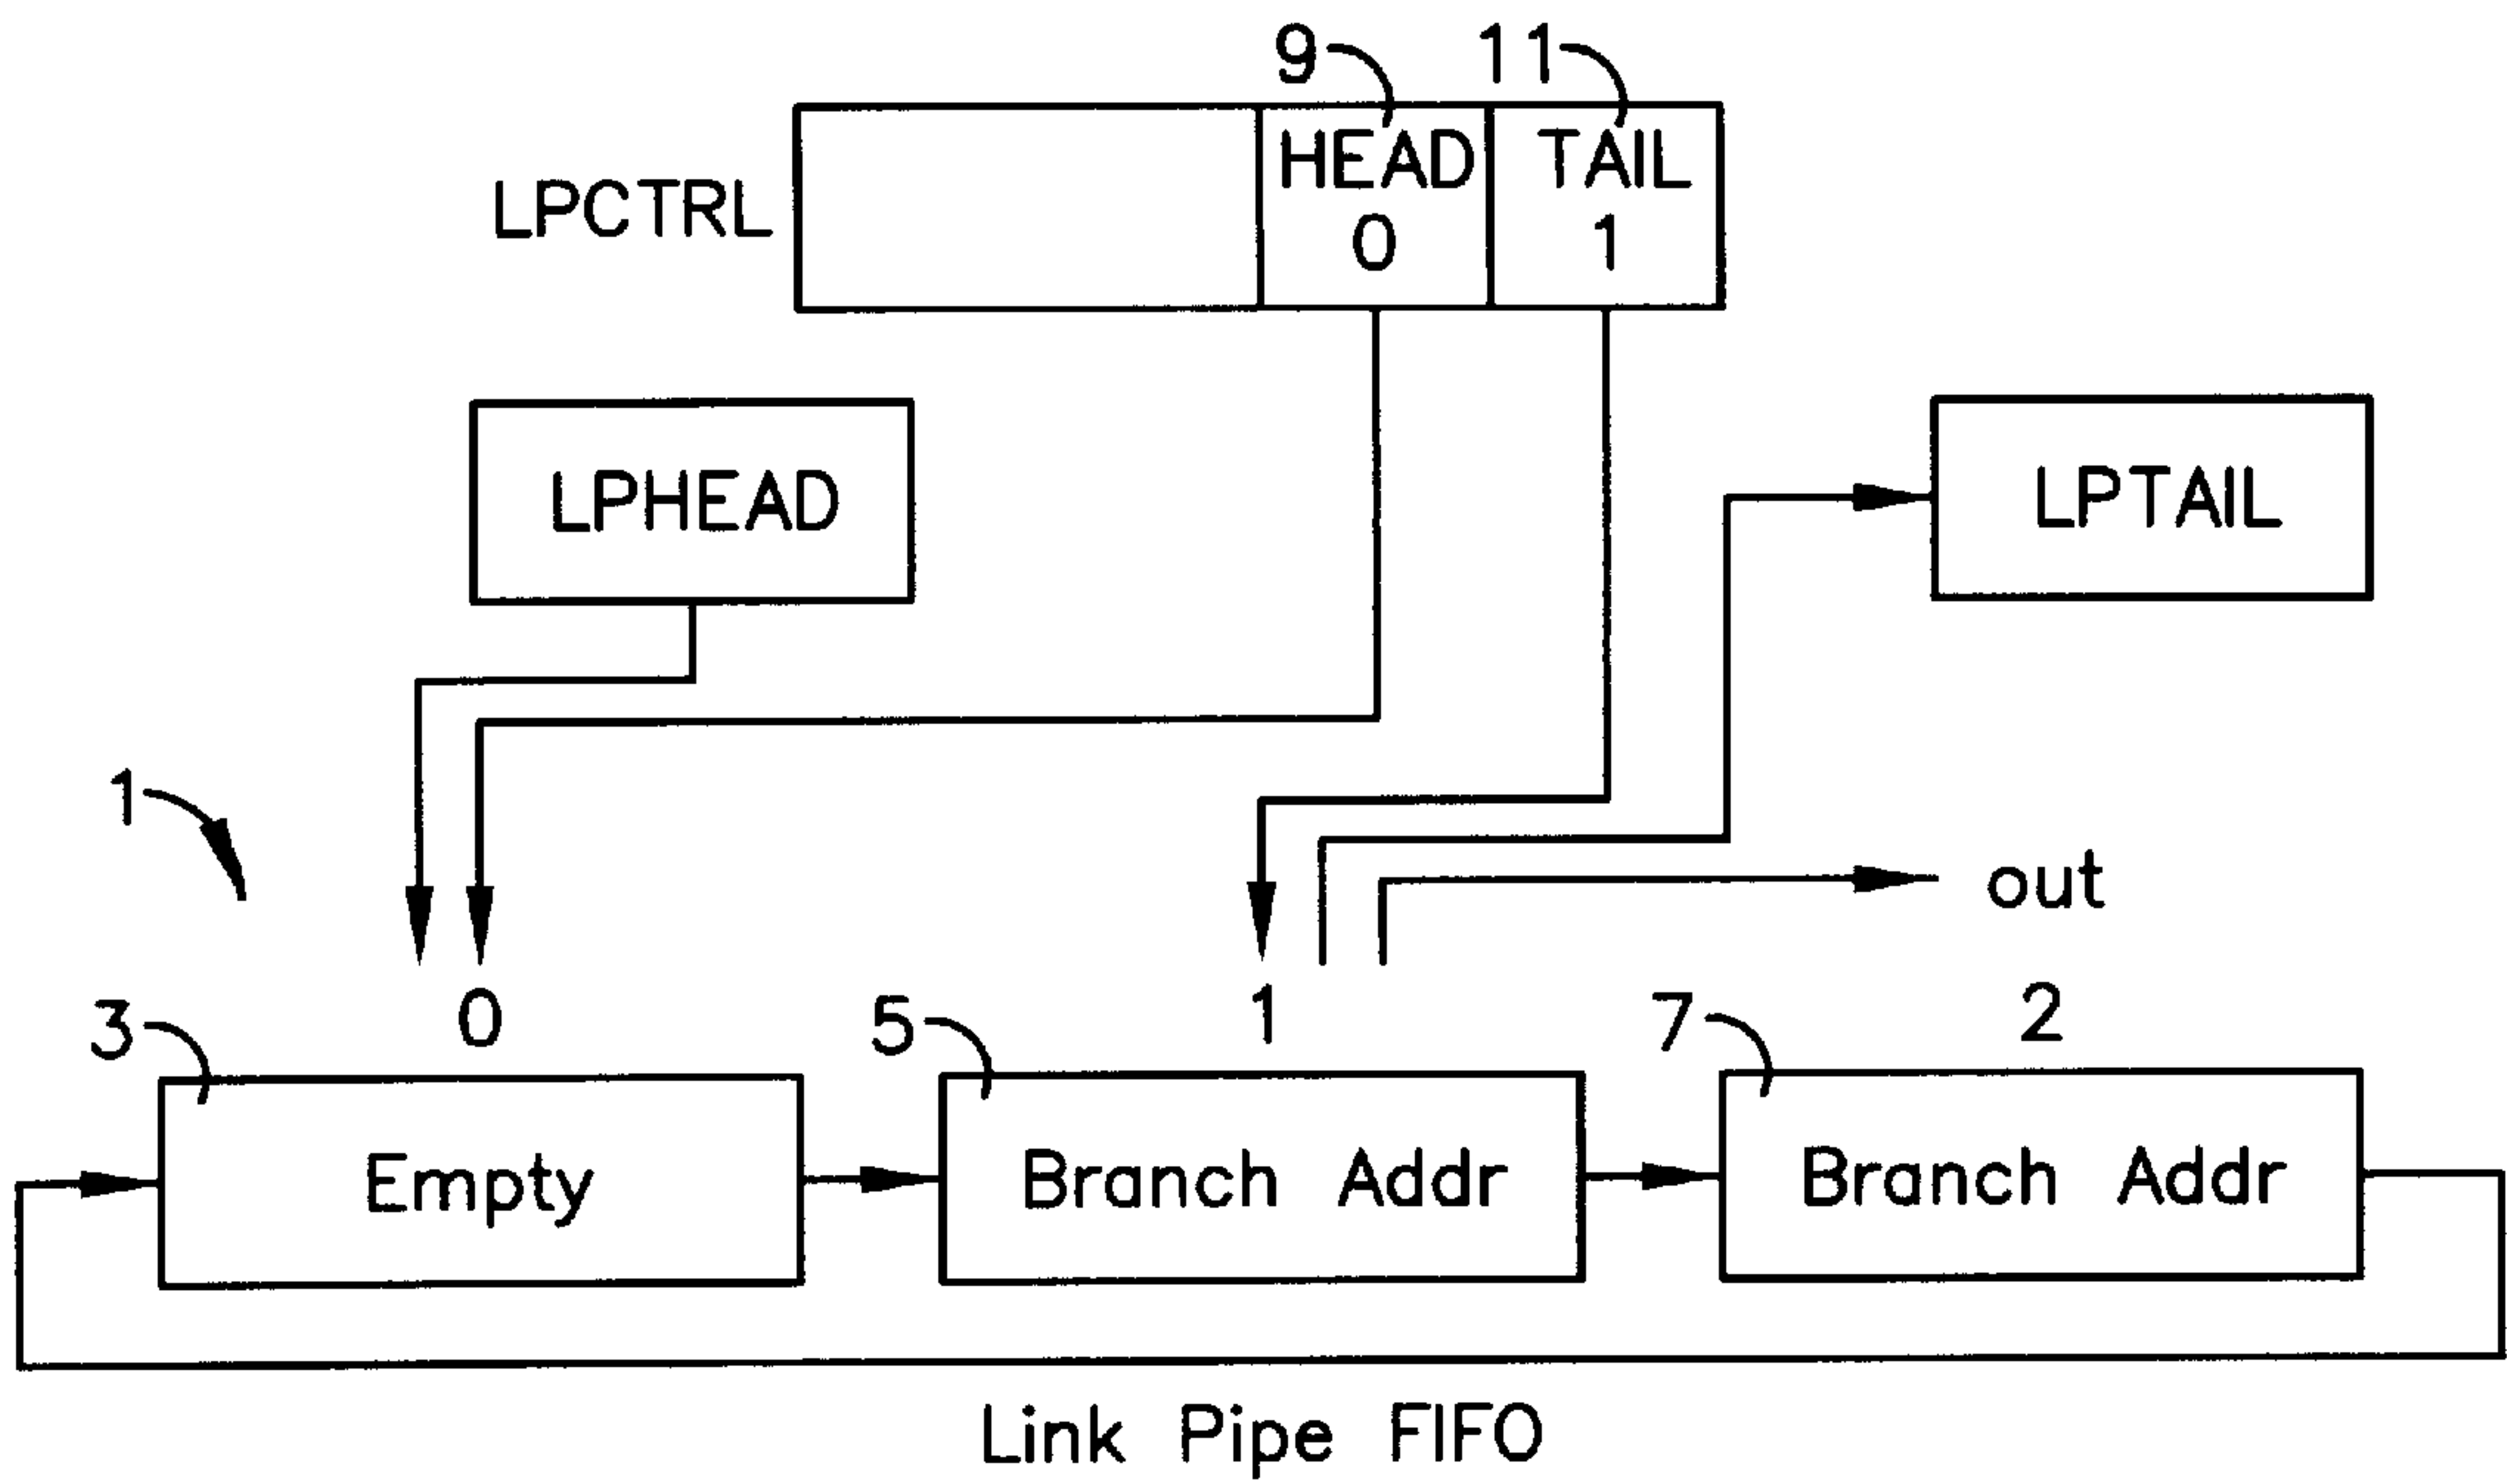 9 11
HEAD TAIL
LPCTRL
0 1
LPHEAD
LPTAIL
1
out
3 0 5 1 7 2
Empty Branch Addr Branch Addr
Link Pipe FIFO